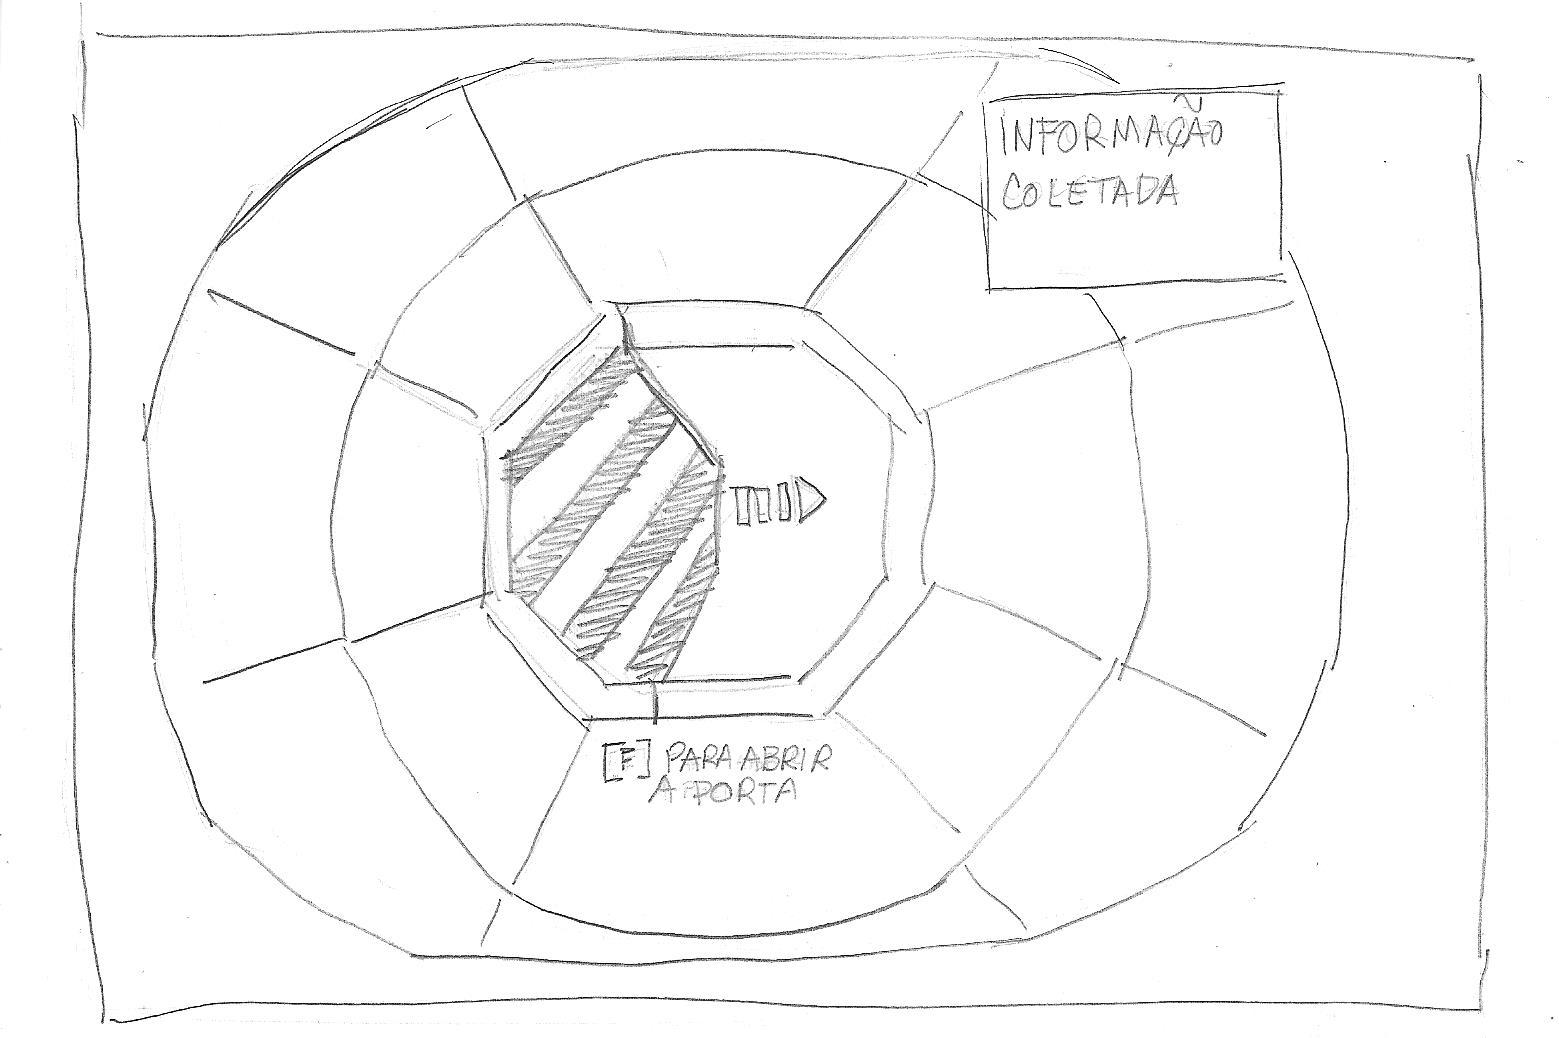 INFORMAÇÃO
COLETADA
[F] PARA ABRIR
A PORTA